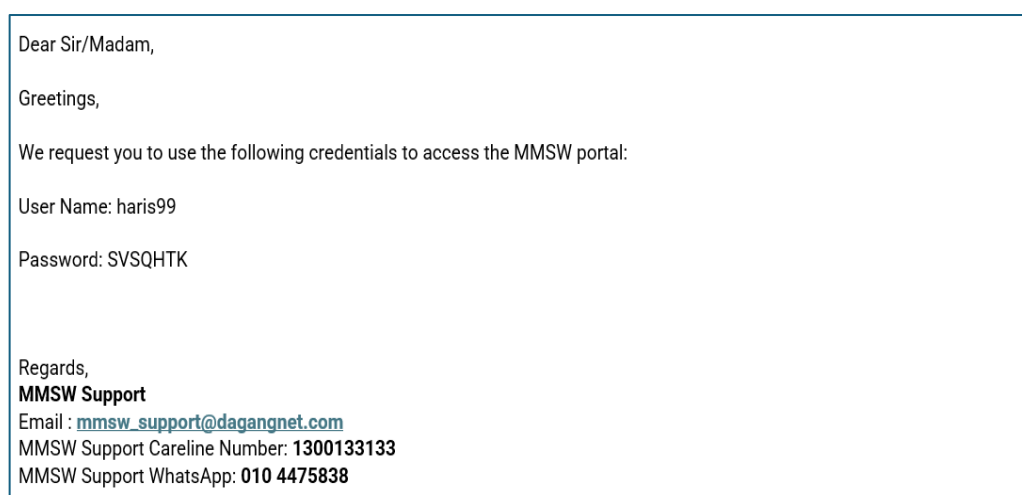 Dear Sir/Madam,
Greetings,
We request you to use the following credentials to access the MMSW portal:
User Name: haris99
Password: SVSQHTK
Regards,
MMSW Support
Email : mmsw_support@dagangnet.com
MMSW Support Careline Number: 1300133133
MMSW Support WhatsApp: 010 4475838